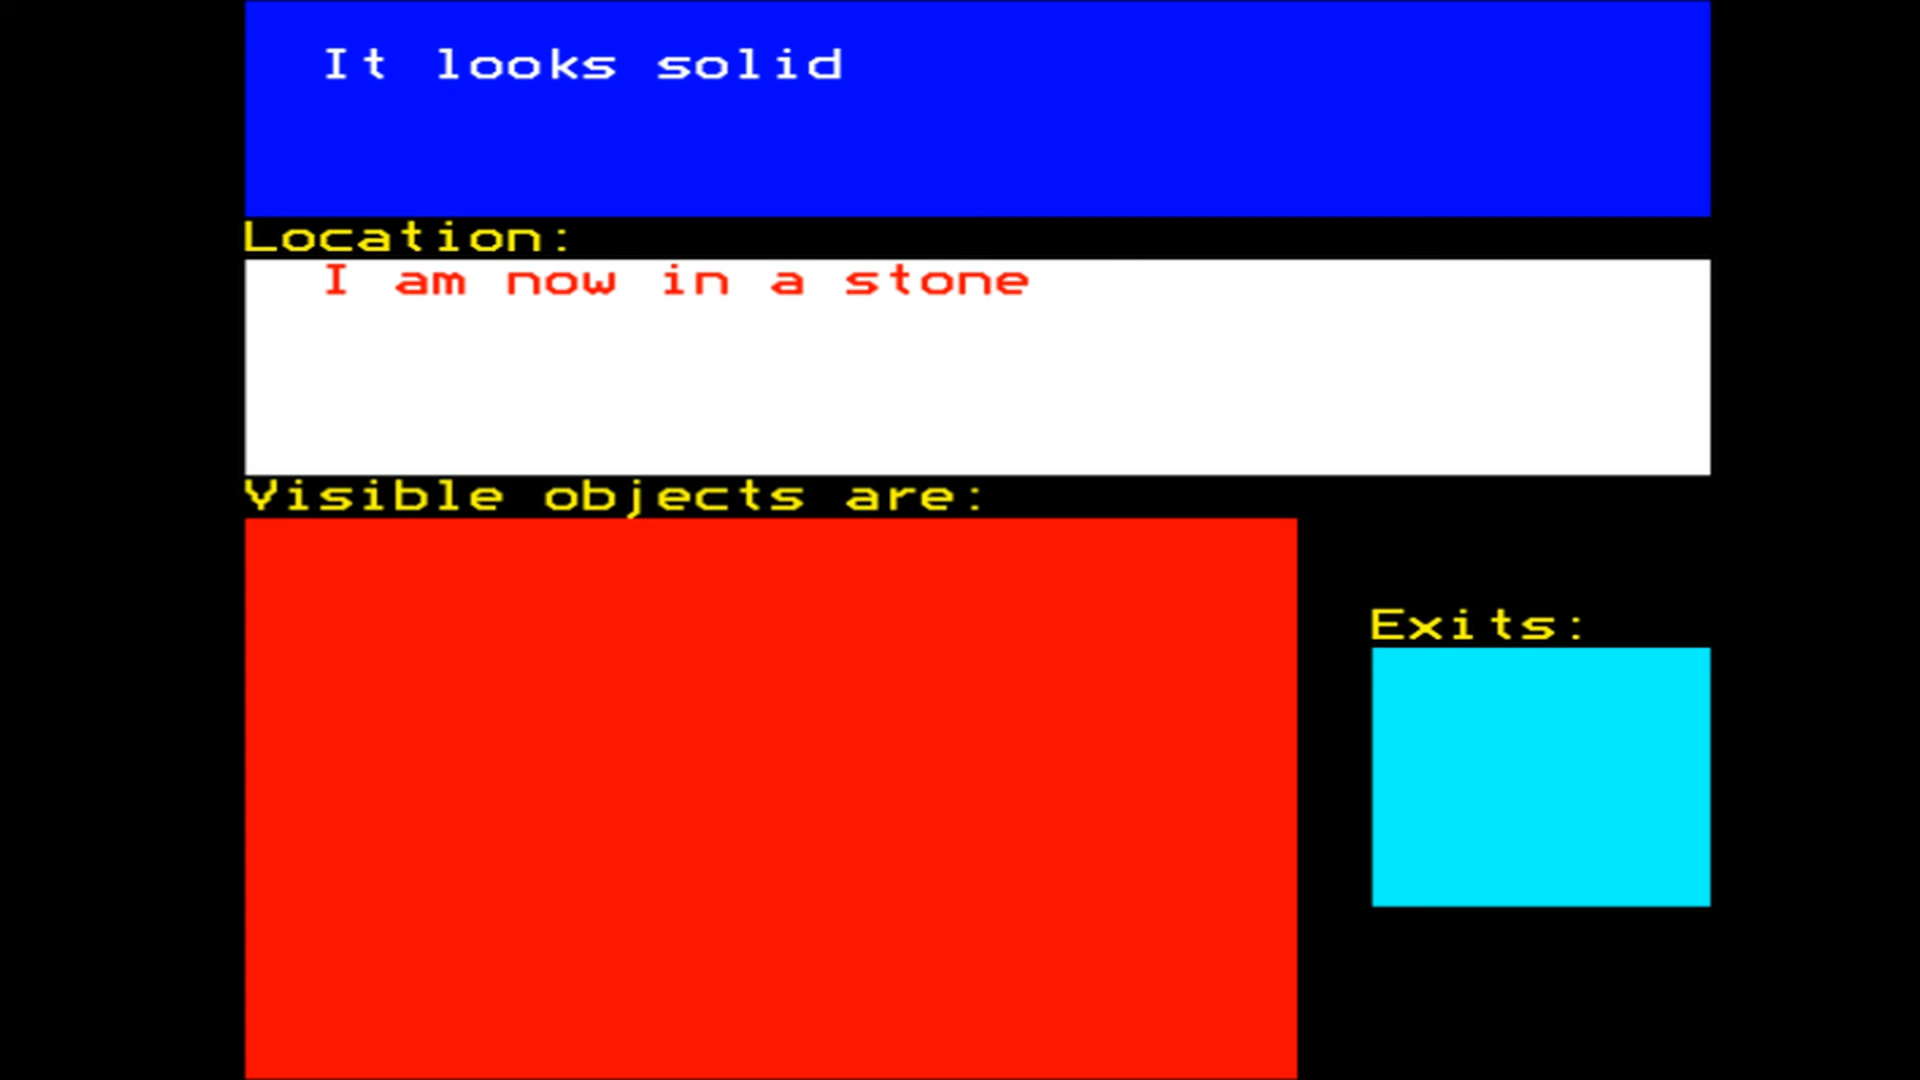 It looks solid
Location:
I am now in a stone
Visible objects are:
Exits: